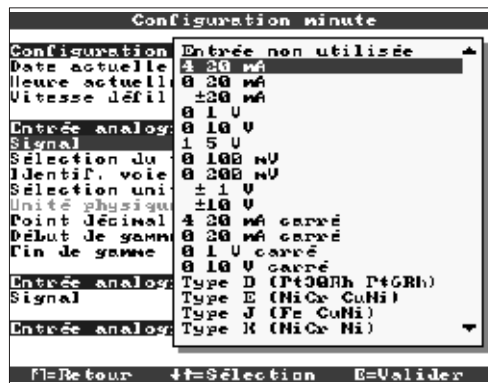 Configuration minute
Configuration
Date actuelle
Heure actuell
Vitesse défil
Entrée analog
Signal
Sélection du
Identif. voie
Sélection uni
Unité physiqu
Point décimal
Début de gamme
Fin de gamme
Entrée analog
Signal
Entrée analog
Entrée non utilisée
4 20 mA
0 20 mA
±20 mA
0 1 V
0 10 V
1 5 V
0 100 mV
0 200 mV
± 1 V
±10 V
4 20 mA carré
0 20 mA carré
0 1 V carré
0 10 V carré
Type B (Pt30Rh Pt6Rh)
Type E (NiCr CuNi)
Type J (Fe CuNi)
Type K (NiCr Ni)
M=Retour ↓↑=Sélection E=Valider